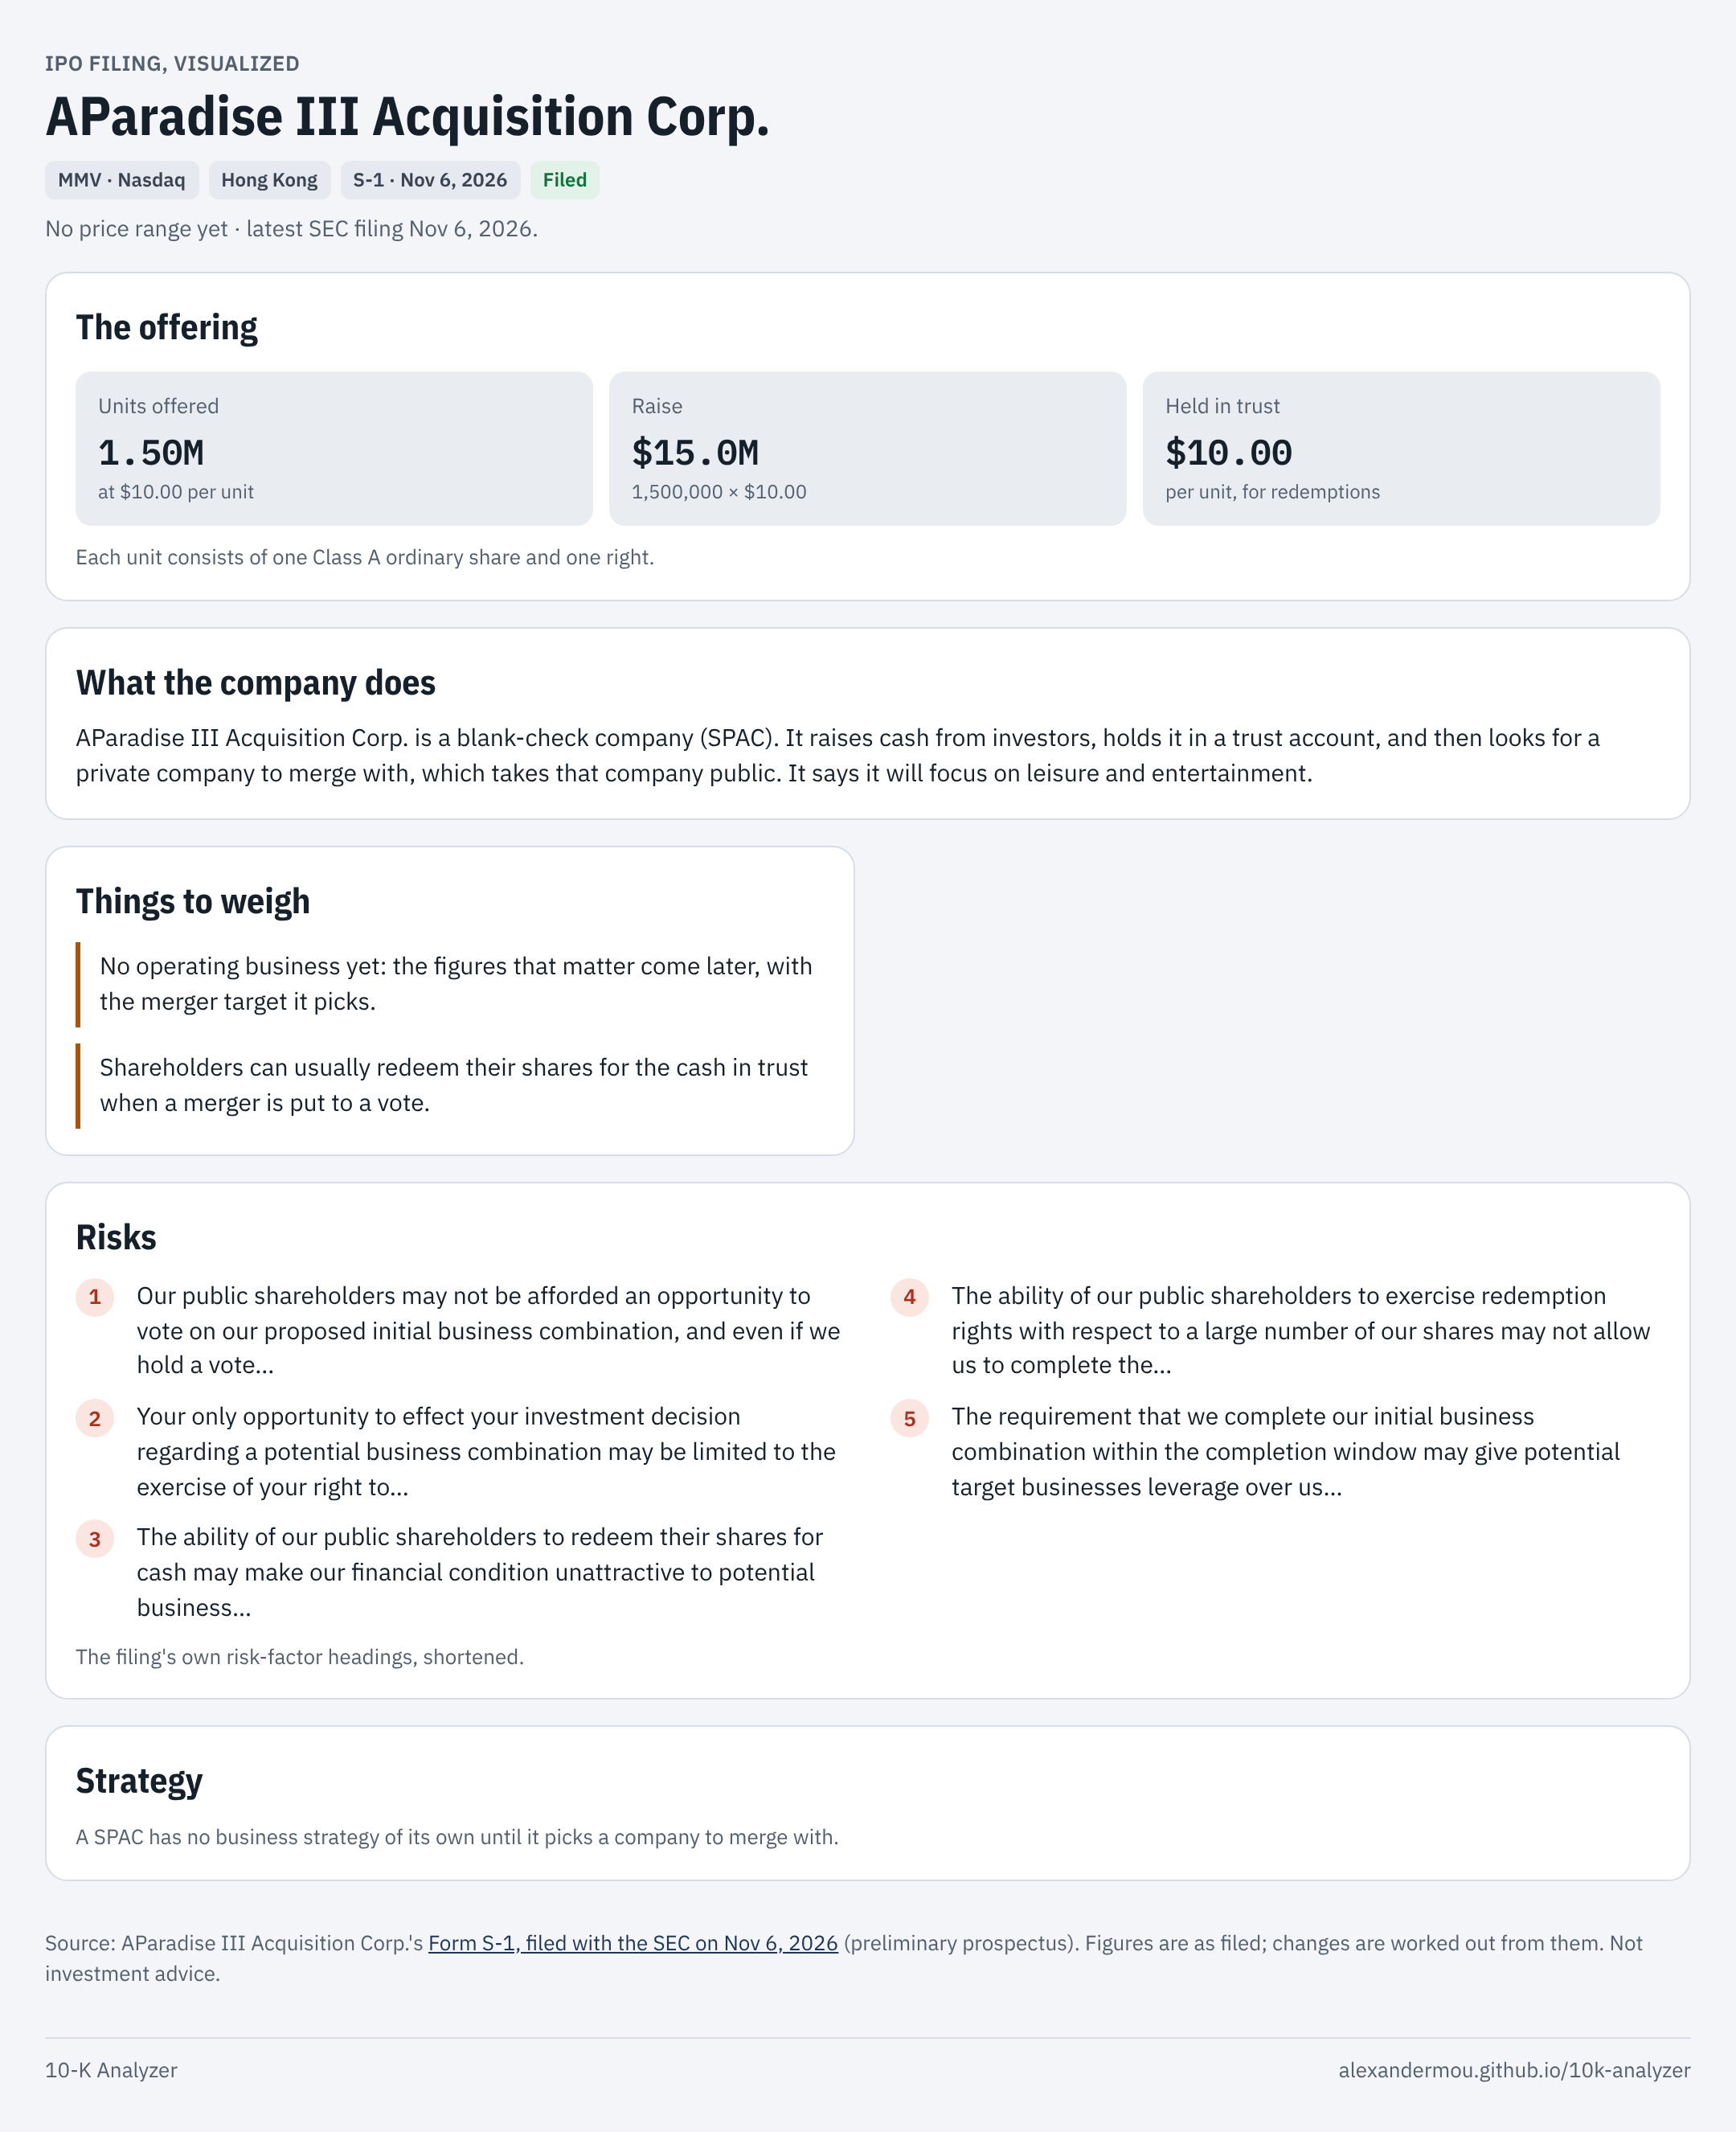 IPO FILING, VISUALIZED
AParadise III Acquisition Corp.
MMV · Nasdaq
Hong Kong
S-1 · Nov 6, 2026
Filed
No price range yet · latest SEC filing Nov 6, 2026.
The offering
Units offered
1.50M
at $10.00 per unit
Raise
$15.0M
1,500,000 × $10.00
Held in trust
$10.00
per unit, for redemptions
Each unit consists of one Class A ordinary share and one right.
What the company does
AParadise III Acquisition Corp. is a blank-check company (SPAC). It raises cash from investors, holds it in a trust account, and then looks for a
private company to merge with, which takes that company public. It says it will focus on leisure and entertainment.
Things to weigh
No operating business yet: the figures that matter come later, with
the merger target it picks.
Shareholders can usually redeem their shares for the cash in trust
when a merger is put to a vote.
Risks
1
Our public shareholders may not be afforded an opportunity to
vote on our proposed initial business combination, and even if we
hold a vote…
2
Your only opportunity to effect your investment decision
regarding a potential business combination may be limited to the
exercise of your right to…
3
The ability of our public shareholders to redeem their shares for
cash may make our financial condition unattractive to potential
business…
4
The ability of our public shareholders to exercise redemption
rights with respect to a large number of our shares may not allow
us to complete the…
5
The requirement that we complete our initial business
combination within the completion window may give potential
target businesses leverage over us…
The filing's own risk-factor headings, shortened.
Strategy
A SPAC has no business strategy of its own until it picks a company to merge with.
Source: AParadise III Acquisition Corp.'s Form S-1, filed with the SEC on Nov 6, 2026 (preliminary prospectus). Figures are as filed; changes are worked out from them. Not
investment advice.
10-K Analyzer
alexandermou.github.io/10k-analyzer